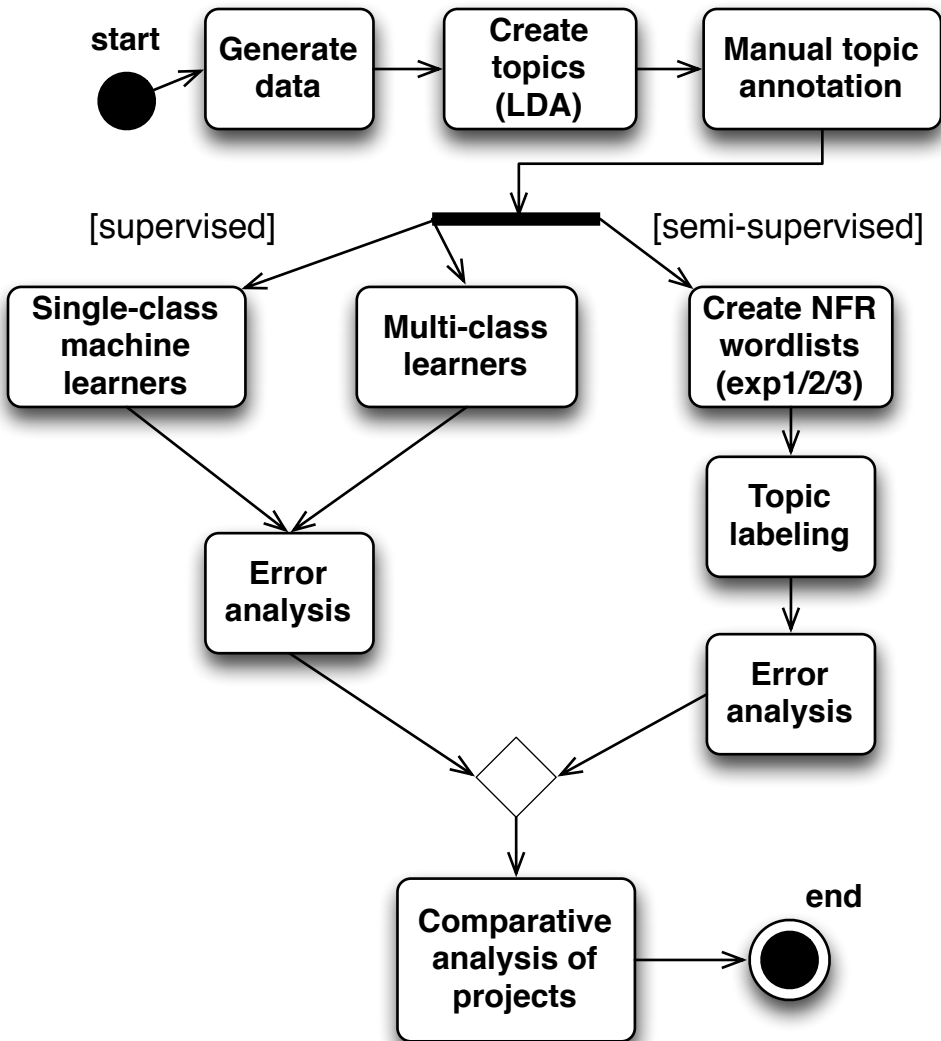 start
Generate
data
Create
topics
(LDA)
Manual topic
annotation
[supervised]
[semi-supervised]
Single-class
machine
learners
Multi-class
learners
Create NFR
wordlists
(exp1/2/3)
Topic
labeling
Error
analysis
Error
analysis
Comparative
analysis of
projects
end